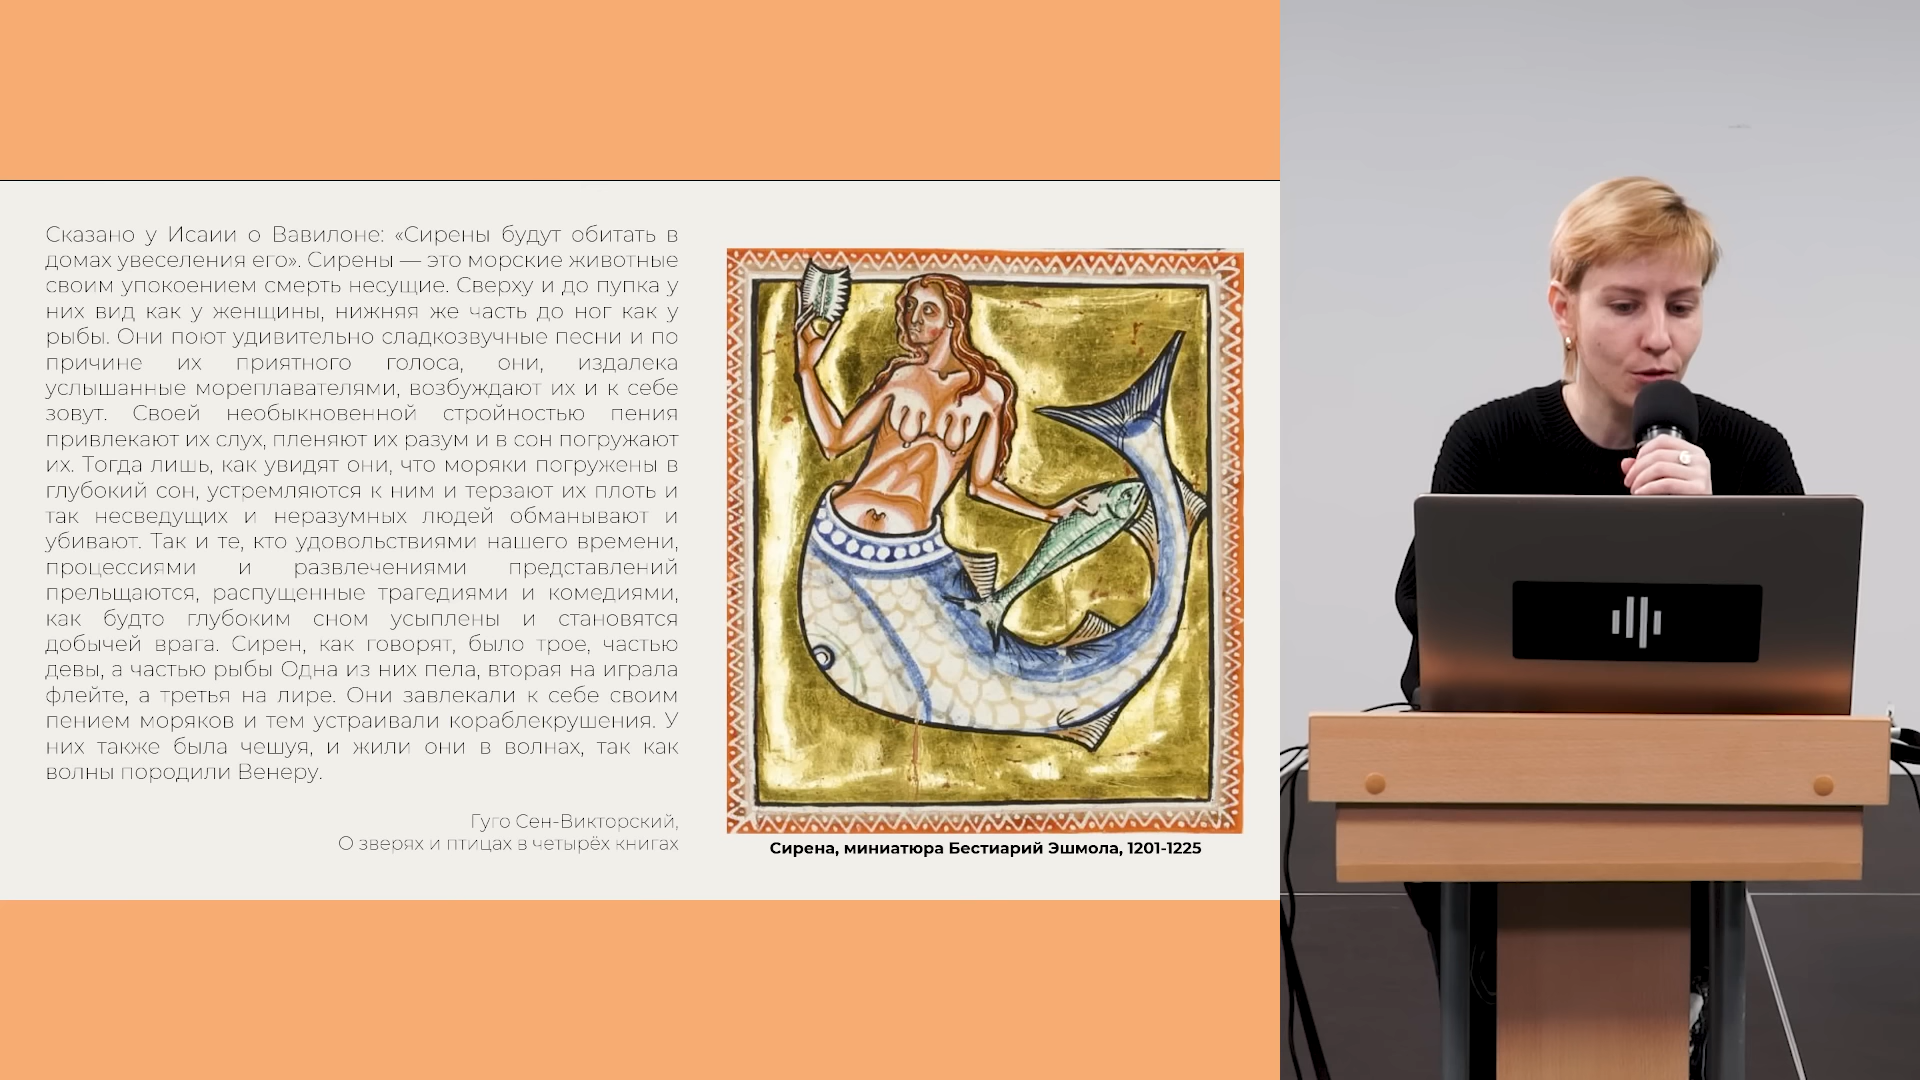 Сказано у Исаии о Вавилоне: «Сирены будут обитать в
домах увеселения его». Сирены — это морские животные
своим упокоением смерть несущие. Сверху и до пупка у
них вид как у женщины, нижняя же часть до ног как у
рыбы. Они поют удивительно сладкозвучные песни и по
причине их приятного голоса, они, издалека
услышанные мореплавателями, возбуждают их и к себе
зовут. Своей необыкновенной стройностью пения
привлекают их слух, пленяют их разум и в сон погружают
их. Тогда лишь, как увидят они, что моряки погружены в
глубокий сон, устремляются к ним и терзают их плоть и
так несведущих и неразумных людей обманывают и
убивают. Так и те, кто удовольствиями нашего времени,
процессиями и развлечениями представлений
прельщаются, распущенные трагедиями и комедиями,
как будто глубоким сном усыплены и становятся
добычей врага. Сирен, как говорят, было трое, частью
девы, а частью рыбы Одна из них пела, вторая на играла
флейте, а третья на лире. Они завлекали к себе своим
пением моряков и тем устраивали кораблекрушения. У
них также была чешуя, и жили они в волнах, так как
волны породили Венеру.
Гуго Сен-Викторский,
О зверях и птицах в четырёх книгах
Сирена, миниатюра Бестиарий Эшмола, 1201-1225